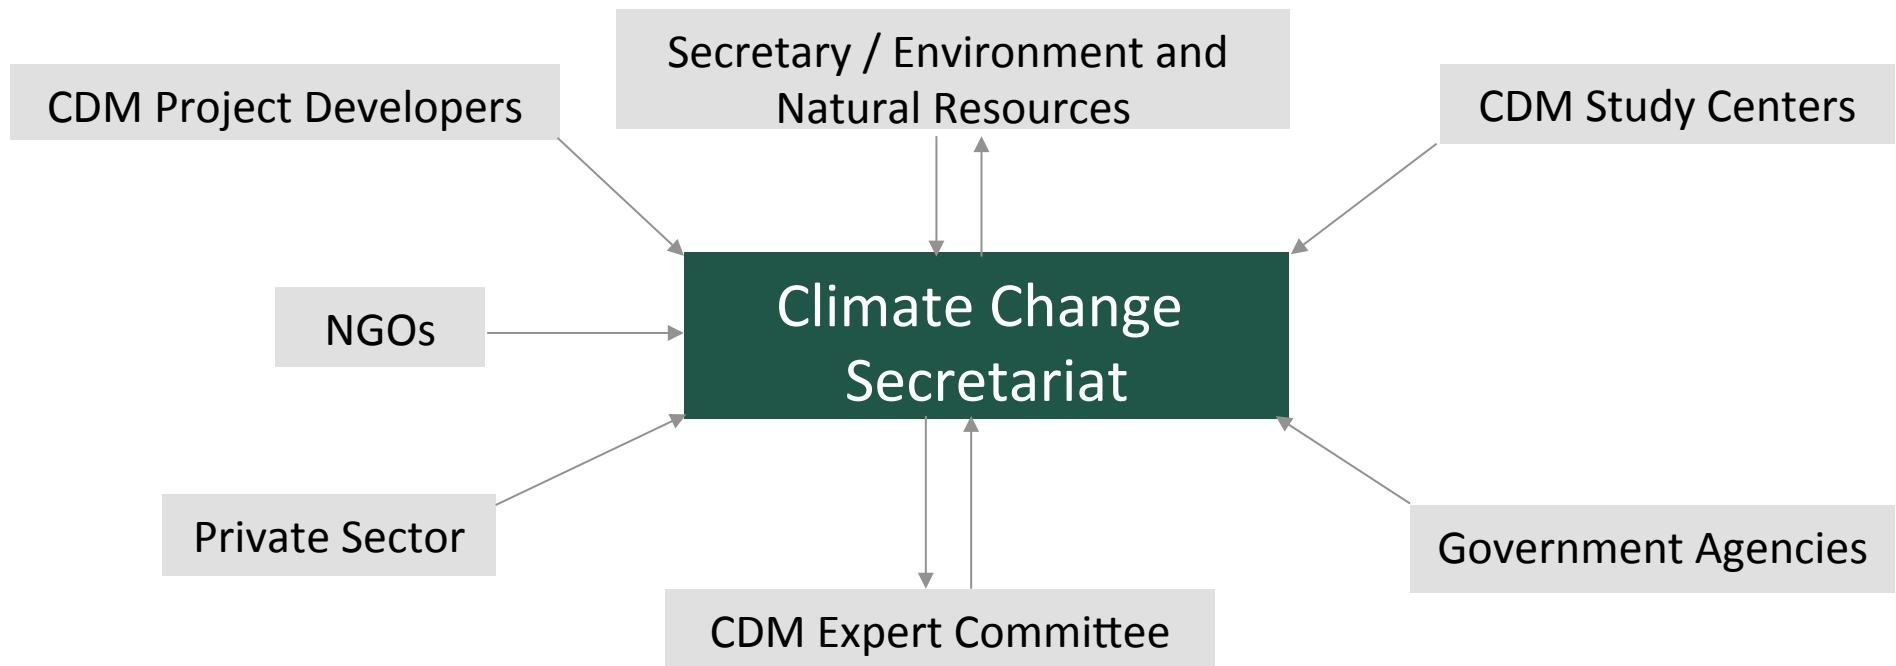 Secretary / Environment and
Natural Resources
CDM Project Developers
CDM Study Centers
Climate Change
Secretariat
NGOs
Private Sector
Government Agencies
CDM Expert Committee